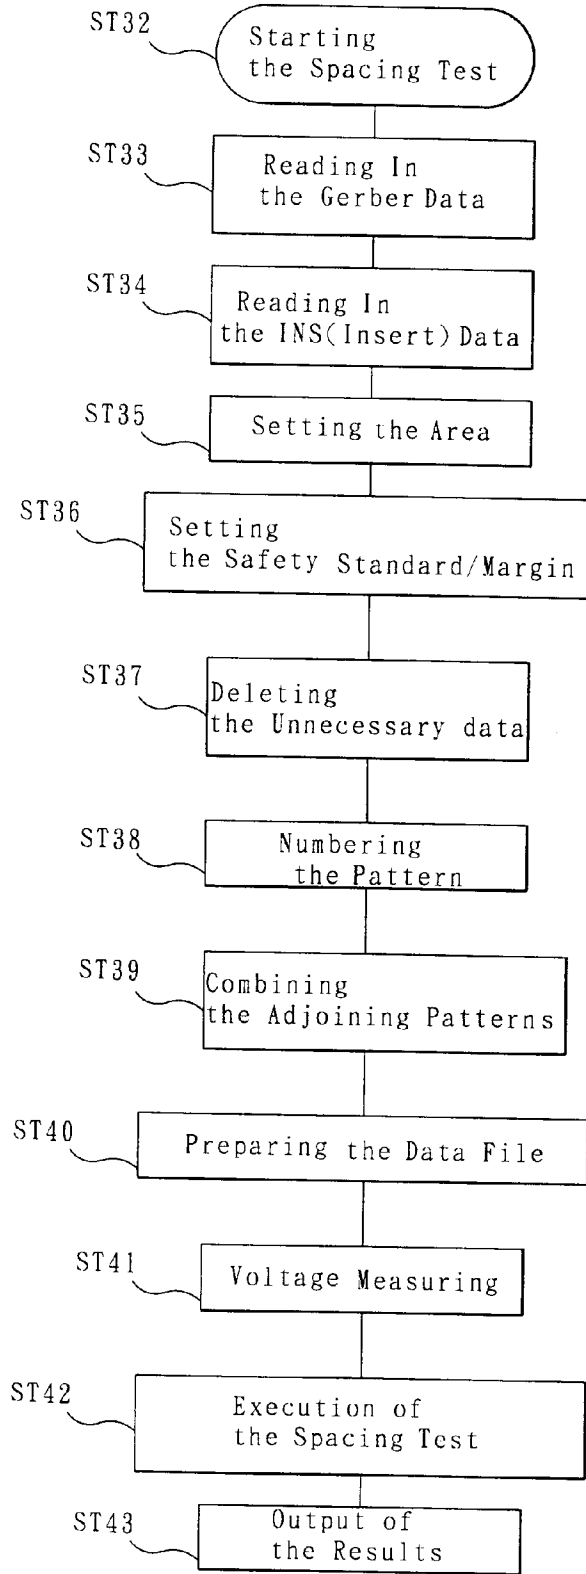 ST32
Starting
the Spacing Test
ST33
Reading In
the Gerber Data
ST34
Reading In
the INS(Insert) Data
ST35
Setting the Area
ST36
Setting
the Safety Standard/Margin
ST37
Deleting
the Unnecessary data
ST38
Numbering
the Pattern
ST39
Combining
the Adjoining Patterns
ST40
Preparing the Data File
ST41
Voltage Measuring
ST42
Execution of
the Spacing Test
ST43
Output of
the Results